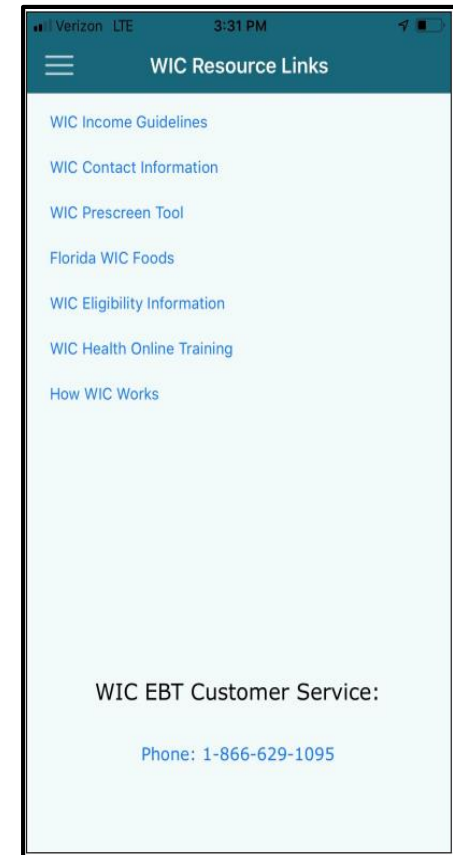 Verizon LTE 3:31 PM
WIC Resource Links
WIC Income Guidelines
WIC Contact Information
WIC Prescreen Tool
Florida WIC Foods
WIC Eligibility Information
WIC Health Online Training
How WIC Works
WIC EBT Customer Service:
Phone: 1-866-629-1095